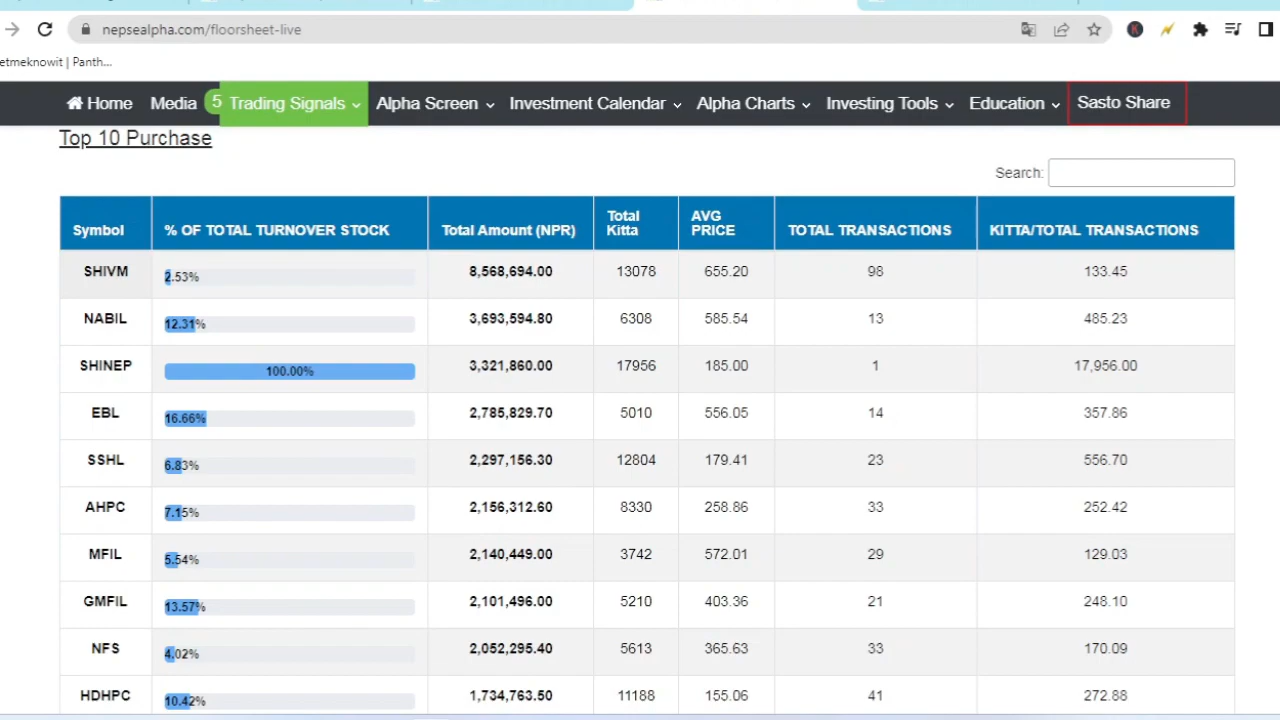 nepsealpha.com/floorsheet-live
etmeknowit | Panth...
Home Media 5 Trading Signals Alpha Screen Investment Calendar Alpha Charts Investing Tools Education Sasto Share
Top 10 Purchase
Search:
Symbol % OF TOTAL TURNOVER STOCK Total Amount (NPR) Total Kitta AVG PRICE TOTAL TRANSACTIONS KITTA/TOTAL TRANSACTIONS
SHIVM 2.53% 8,568,694.00 13078 655.20 98 133.45
NABIL 12.31% 3,693,594.80 6308 585.54 13 485.23
SHINEP 100.00% 3,321,860.00 17956 185.00 1 17,956.00
EBL 16.66% 2,785,829.70 5010 556.05 14 357.86
SSHL 6.83% 2,297,156.30 12804 179.41 23 556.70
AHPC 7.15% 2,156,312.60 8330 258.86 33 252.42
MFIL 5.54% 2,140,449.00 3742 572.01 29 129.03
GMFIL 13.57% 2,101,496.00 5210 403.36 21 248.10
NFS 4.02% 2,052,295.40 5613 365.63 33 170.09
HDHPC 10.42% 1,734,763.50 11188 155.06 41 272.88